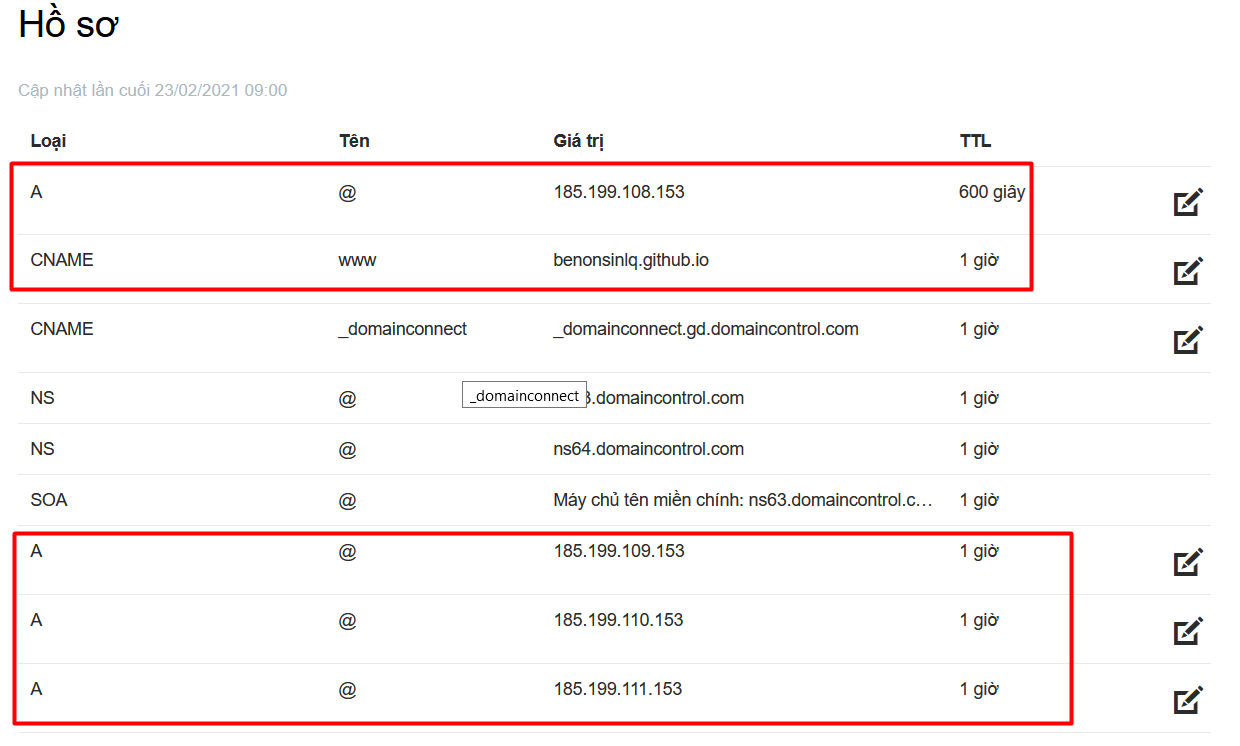 Hồ sơ
Cập nhật lần cuối 23/02/2021 09:00
Loại Tên Giá trị TTL
A @ 185.199.108.153 600 giây
CNAME www benonsinlq.github.io 1 giờ
CNAME _domainconnect _domainconnect.gd.domaincontrol.com 1 giờ
NS @ _domainconnect 3.domaincontrol.com 1 giờ
NS @ ns64.domaincontrol.com 1 giờ
SOA @ Máy chủ tên miền chính: ns63.domaincontrol.c… 1 giờ
A @ 185.199.109.153 1 giờ
A @ 185.199.110.153 1 giờ
A @ 185.199.111.153 1 giờ